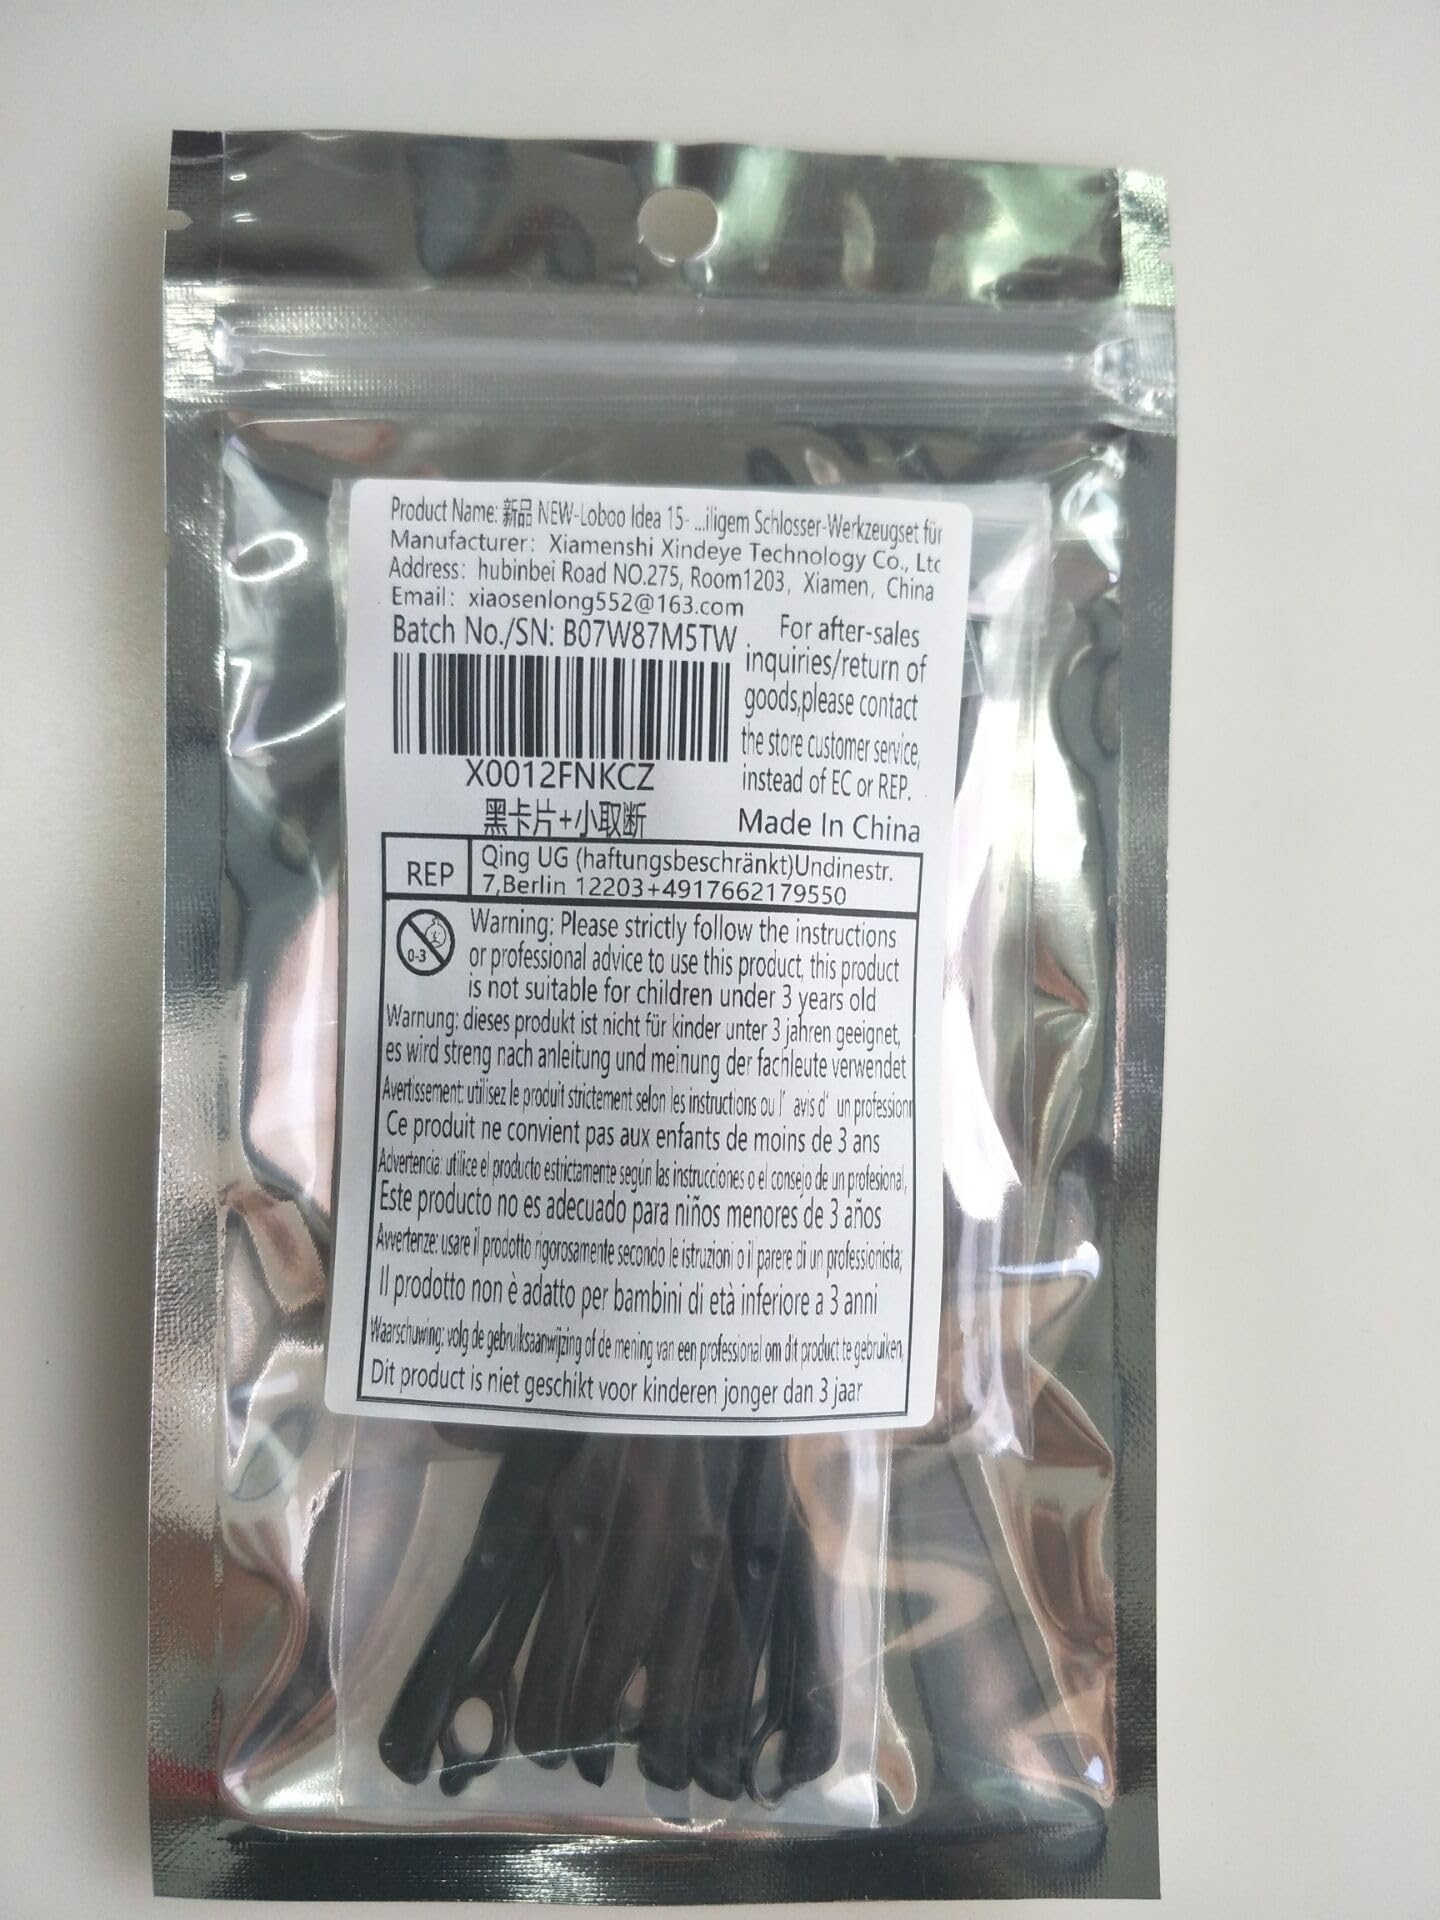 Product Name: 新品 NEW-Loboo Idea 15- ...iligem Schlosser-Werkzeugset für
Manufacturer: Xiamenshi Xindeye Technology Co., Ltc
Address: hubinbei Road NO.275, Room1203, Xiamen, China
Email: xiaosenlong552@163.com
Batch No./SN: B07W87M5TW
For after-sales
inquiries/return of
goods,please contact
the store customer service,
instead of EC or REP.
X0012FNKCZ
黑卡片+小取断
Made In China
REP
Qing UG (haftungsbeschränkt)Undinestr.
7,Berlin 12203+4917662179550
0-3
Warning: Please strictly follow the instructions
or professional advice to use this product, this product
is not suitable for children under 3 years old
Warnung: dieses produkt ist nicht für kinder unter 3 jahren geeignet,
es wird streng nach anleitung und meinung der fachleute verwendet
Avertissement: utilisez le produit strictement selon les instructions ou l' avis d' un professionn
Ce produit ne convient pas aux enfants de moins de 3 ans
Advertencia: utilice el producto estrictamente según las instrucciones o el consejo de un profesional,
Este producto no es adecuado para niños menores de 3 años
Avvertenze: usare il prodotto rigorosamente secondo le istruzioni o il parere di un professionista;
Il prodotto non è adatto per bambini di età inferiore a 3 anni
Waarschuwing: volg de gebruiksaanwijzing of de mening van een professional om dit product te gebruiken,
Dit product is niet geschikt voor kinderen jonger dan 3 jaar